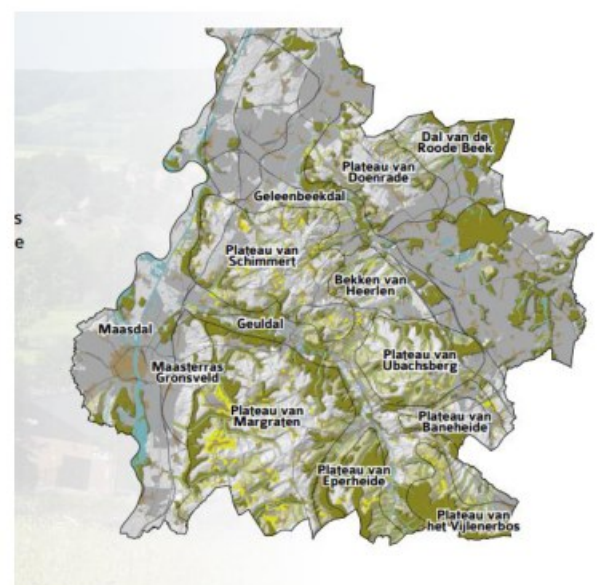 Dal van de
Roode Beek
Plateau van
Doenrade
Geleenbeekdal
s
e
Plateau van
Schimmert
Bekken van
Heerlen
Maasdal
Geuldal
Plateau van
Ubachsberg
Maasterras
Gronsveld
Plateau van
Margraten
Plateau van
Baneheide
Plateau van
Eperheide
Plateau van
het Vijlenerbos